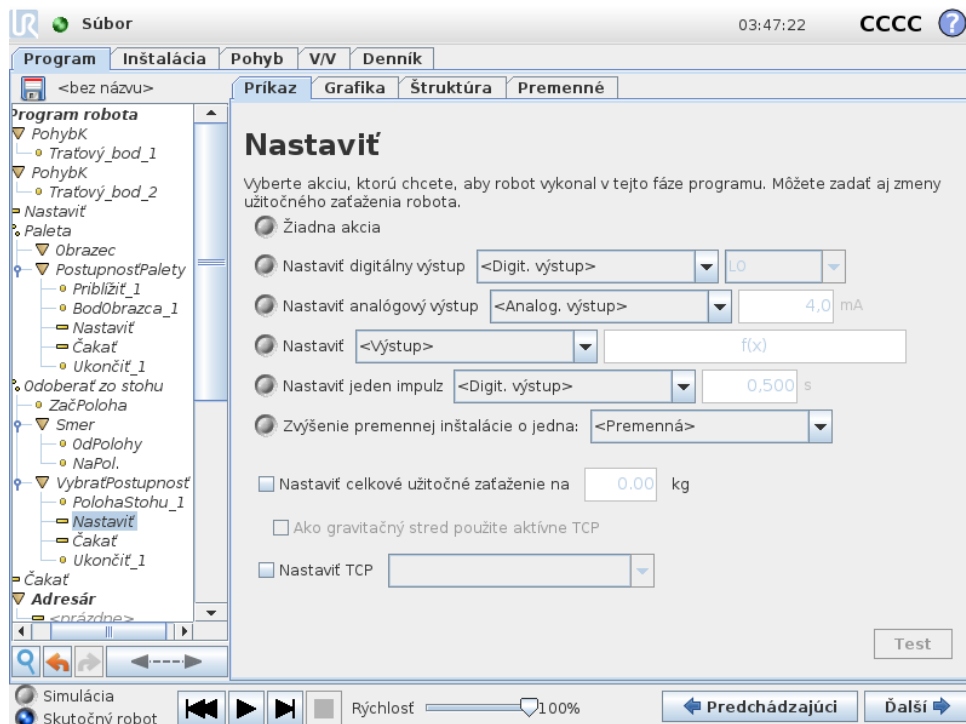 UR Súbor 03:47:22 CCCC ?
Program Inštalácia Pohyb V/V Denník
<bez názvu> Príkaz Grafika Štruktúra Premenné
Program robota
PohybK
Traťový_bod_1
PohybK
Traťový_bod_2
Nastaviť
Paleta
Obrazec
PostupnosťPalety
Priblížiť_1
BodObrazca_1
Nastaviť
Čakať
Ukončiť_1
Odoberať zo stohu
ZačPoloha
Smer
OdPolohy
NaPol.
VybraťPostupnosť
PolohaStohu_1
Nastaviť
Čakať
Ukončiť_1
Čakať
Adresár
<prázdne>
Nastaviť
Vyberte akciu, ktorú chcete, aby robot vykonal v tejto fáze programu. Môžete zadať aj zmeny
užitočného zaťaženia robota.
Žiadna akcia
Nastaviť digitálny výstup <Digit. výstup> LO
Nastaviť analógový výstup <Analog. výstup> 4,0 mA
Nastaviť <Výstup> f(x)
Nastaviť jeden impulz <Digit. výstup> 0,500 s
Zvýšenie premennej inštalácie o jedna: <Premenná>
Nastaviť celkové užitočné zaťaženie na 0.00 kg
Ako gravitačný stred použite aktívne TCP
Nastaviť TCP
Test
Simulácia
Skutočný robot
Rýchlosť 100%
Predchádzajúci Ďalší